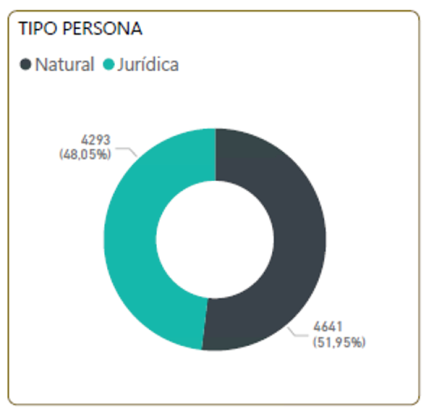 TIPO PERSONA
Natural Jurídica
4293
(48,05%)
4641
(51,95%)